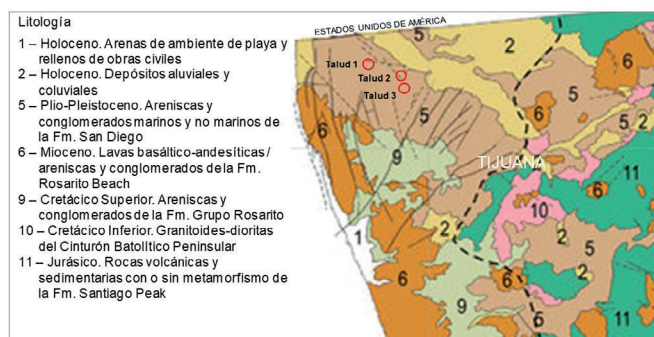 Litología
1 – Holoceno. Arenas de ambiente de playa y
rellenos de obras civiles
2 – Holoceno. Depósitos aluviales y
coluviales
5 – Plio-Pleistoceno. Areniscas y
conglomerados marinos y no marinos de
la Fm. San Diego
6 – Mioceno. Lavas basáltico-andesíticas/
areniscas y conglomerados de la Fm.
Rosarito Beach
9 – Cretácico Superior. Areniscas y
conglomerados de la Fm. Grupo Rosarito
10 – Cretácico Inferior. Granitoides-dioritas
del Cinturón Batolítico Peninsular
11 – Jurásico. Rocas volcánicas y
sedimentarias con o sin metamorfismo de
la Fm. Santiago Peak
ESTADOS UNIDOS DE AMÉRICA
5
2
6
Talud 1
Talud 2
Talud 3
5
6
5
5
2
6
9
TIJUANA
11
6
10
1
2
2
5
6
2
9
6
6
11